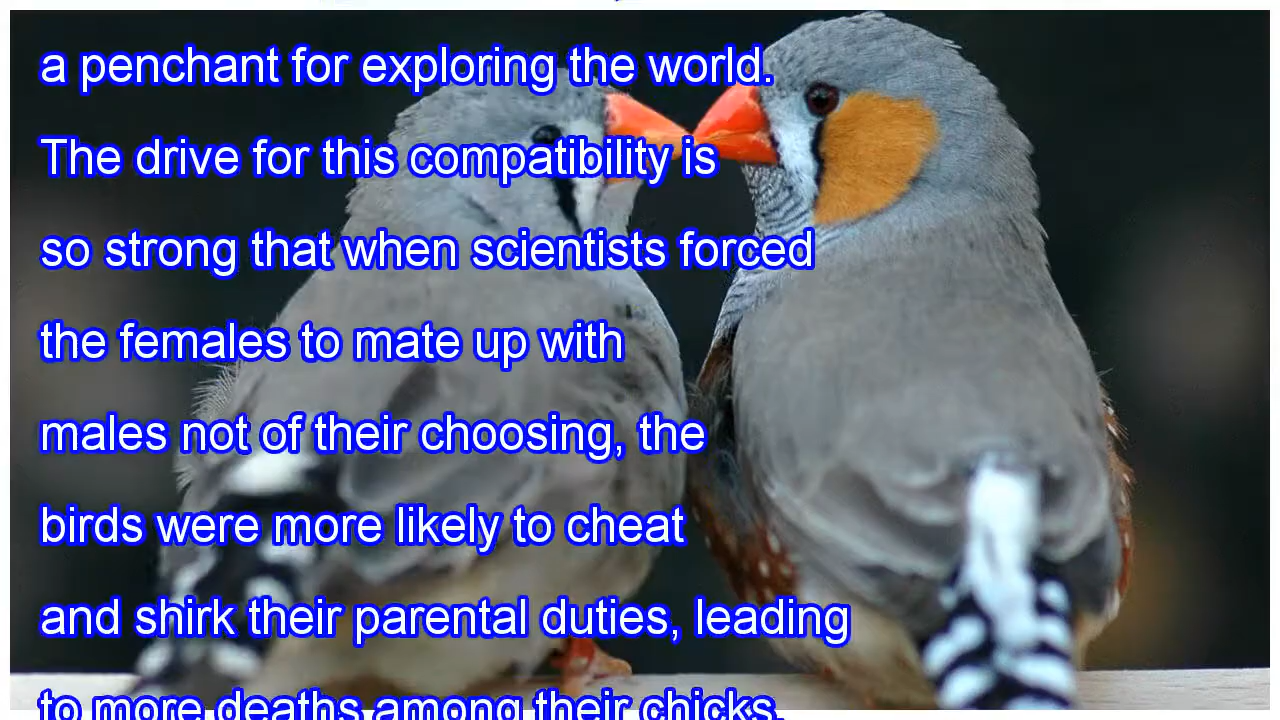 a penchant for exploring the world.
The drive for this compatibility is
so strong that when scientists forced
the females to mate up with
males not of their choosing, the
birds were more likely to cheat
and shirk their parental duties, leading
to more deaths among their chicks.